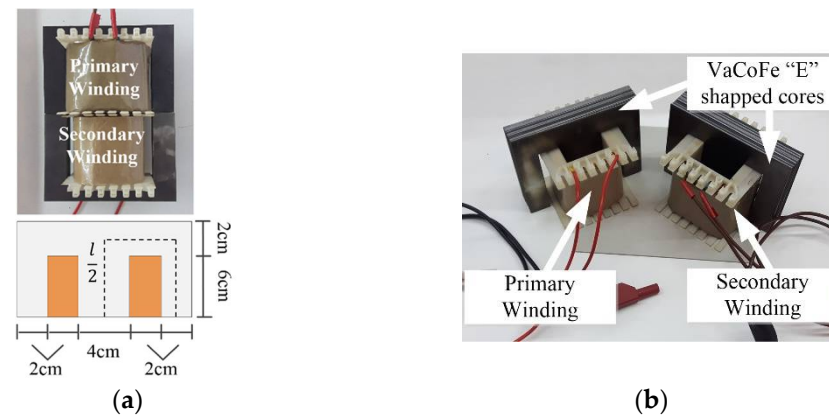 Primary
Winding
Secondary
Winding
l
2
2cm
6cm
4cm
2cm
2cm
(a)
VaCoFe “E”
shapped cores
Primary
Winding
Secondary
Winding
(b)